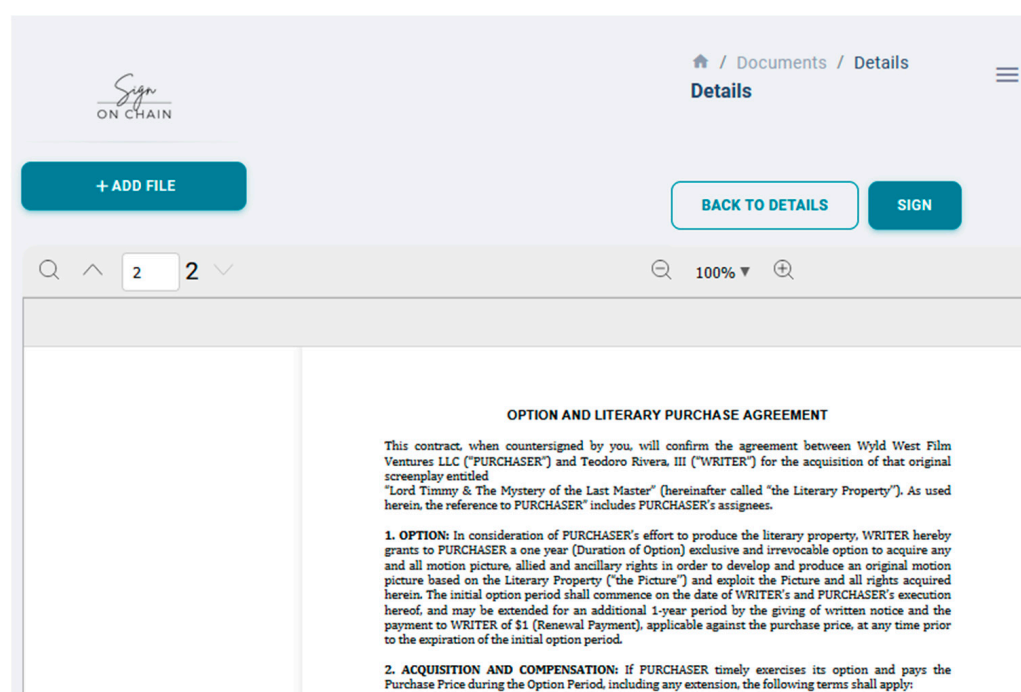 Sign
ON CHAIN
/ Documents / Details
Details
+ ADD FILE
BACK TO DETAILS
SIGN
2
2
100% ▼
OPTION AND LITERARY PURCHASE AGREEMENT
This contract, when countersigned by you, will confirm the agreement between Wyld West Film
Ventures LLC ("PURCHASER") and Teodoro Rivera, III ("WRITER") for the acquisition of that original
screenplay entitled
"Lord Timmy & The Mystery of the Last Master" (hereinafter called "the Literary Property"). As used
herein, the reference to PURCHASER" includes PURCHASER's assignees.
1. OPTION: In consideration of PURCHASER's effort to produce the literary property, WRITER hereby
grants to PURCHASER a one year (Duration of Option) exclusive and irrevocable option to acquire any
and all motion picture, allied and ancillary rights in order to develop and produce an original motion
picture based on the Literary Property ("the Picture") and exploit the Picture and all rights acquired
herein. The initial option period shall commence on the date of WRITER's and PURCHASER's execution
hereof, and may be extended for an additional 1-year period by the giving of written notice and the
payment to WRITER of $1 (Renewal Payment), applicable against the purchase price, at any time prior
to the expiration of the initial option period.
2. ACQUISITION AND COMPENSATION: If PURCHASER timely exercises its option and pays the
Purchase Price during the Option Period, including any extension, the following terms shall apply: